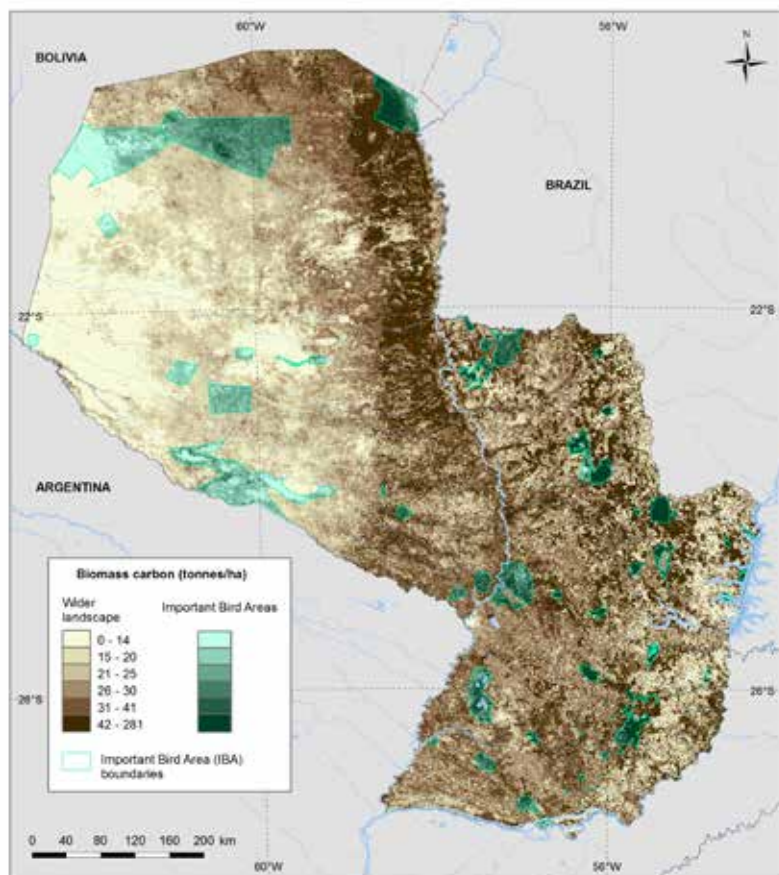 60°W
56°W
BOLIVIA
BRAZIL
22°S
22°S
ARGENTINA
Biomass carbon (tonnes/ha)
Wider
landscape
Important Bird Areas
0 - 14
15 - 20
21 - 25
26 - 30
31 - 41
42 - 281
Important Bird Area (IBA)
boundaries
26°S
26°S
0 40 80 120 160 200 km
60°W
56°W